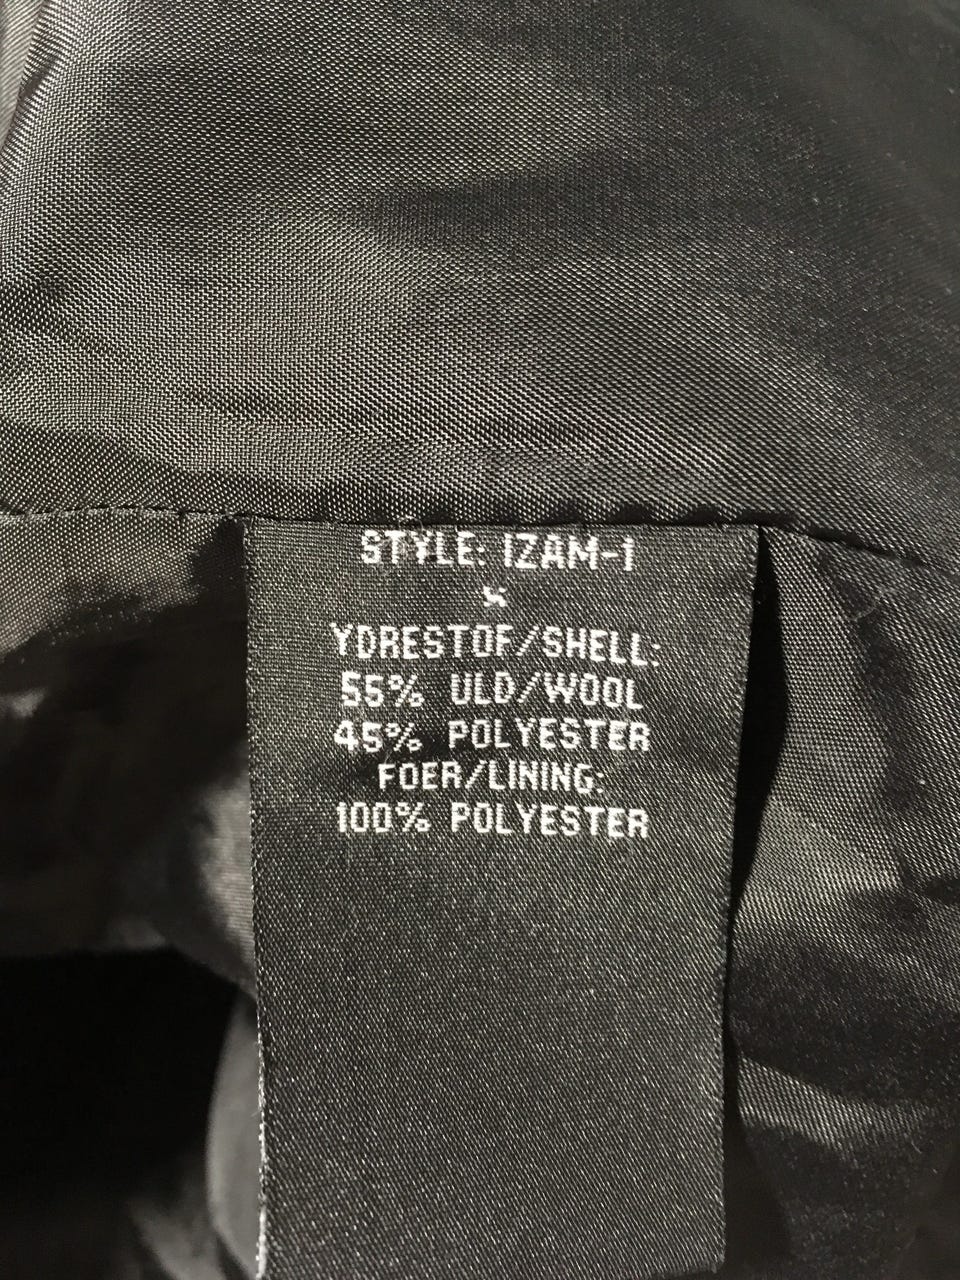 STYLE: IZAM-1
YDRESTOF/SHELL:
55% ULD/WOOL
45% POLYESTER
FOER/LINING:
100% POLYESTER